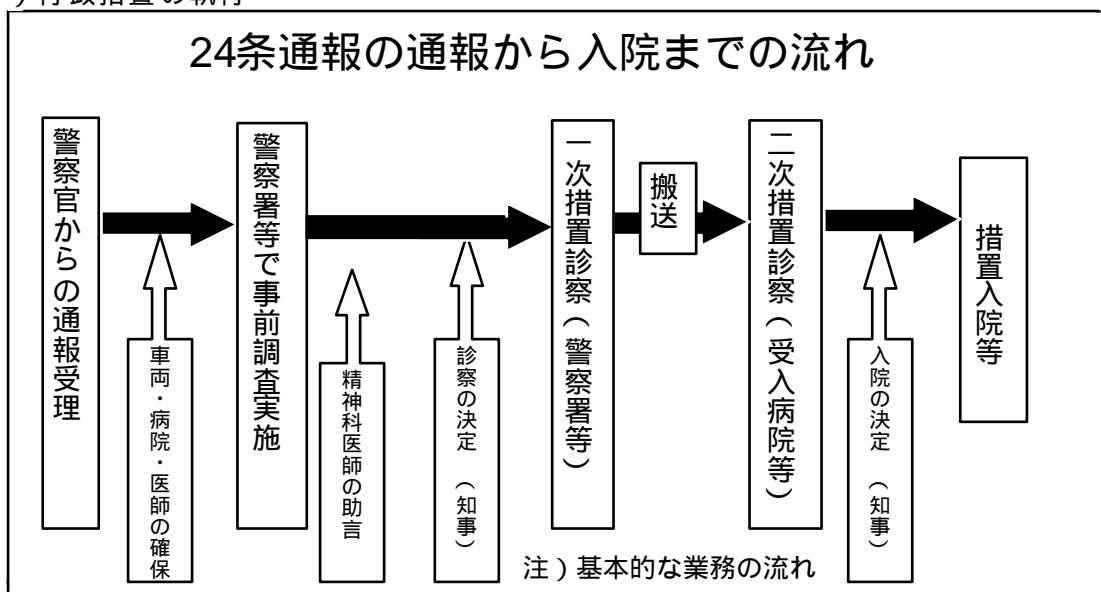 24条通報の通報から入院までの流れ
警察官からの通報受理
車両・病院・医師の確保
警察署等で事前調査実施
精神科医師の助言
診察の決定（知事）
一次措置診察（警察署等）
搬送
二次措置診察（受入病院等）
入院の決定（知事）
措置入院等
注）基本的な業務の流れ